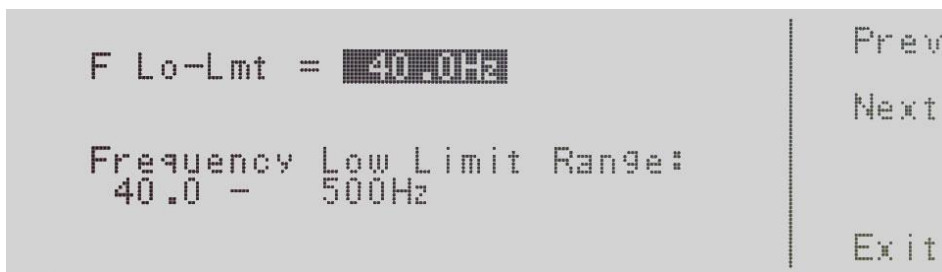 F Lo-Lmt = 40.0Hz
Prev
Next
Frequency Low Limit Range:
40.0 - 500Hz
Exit